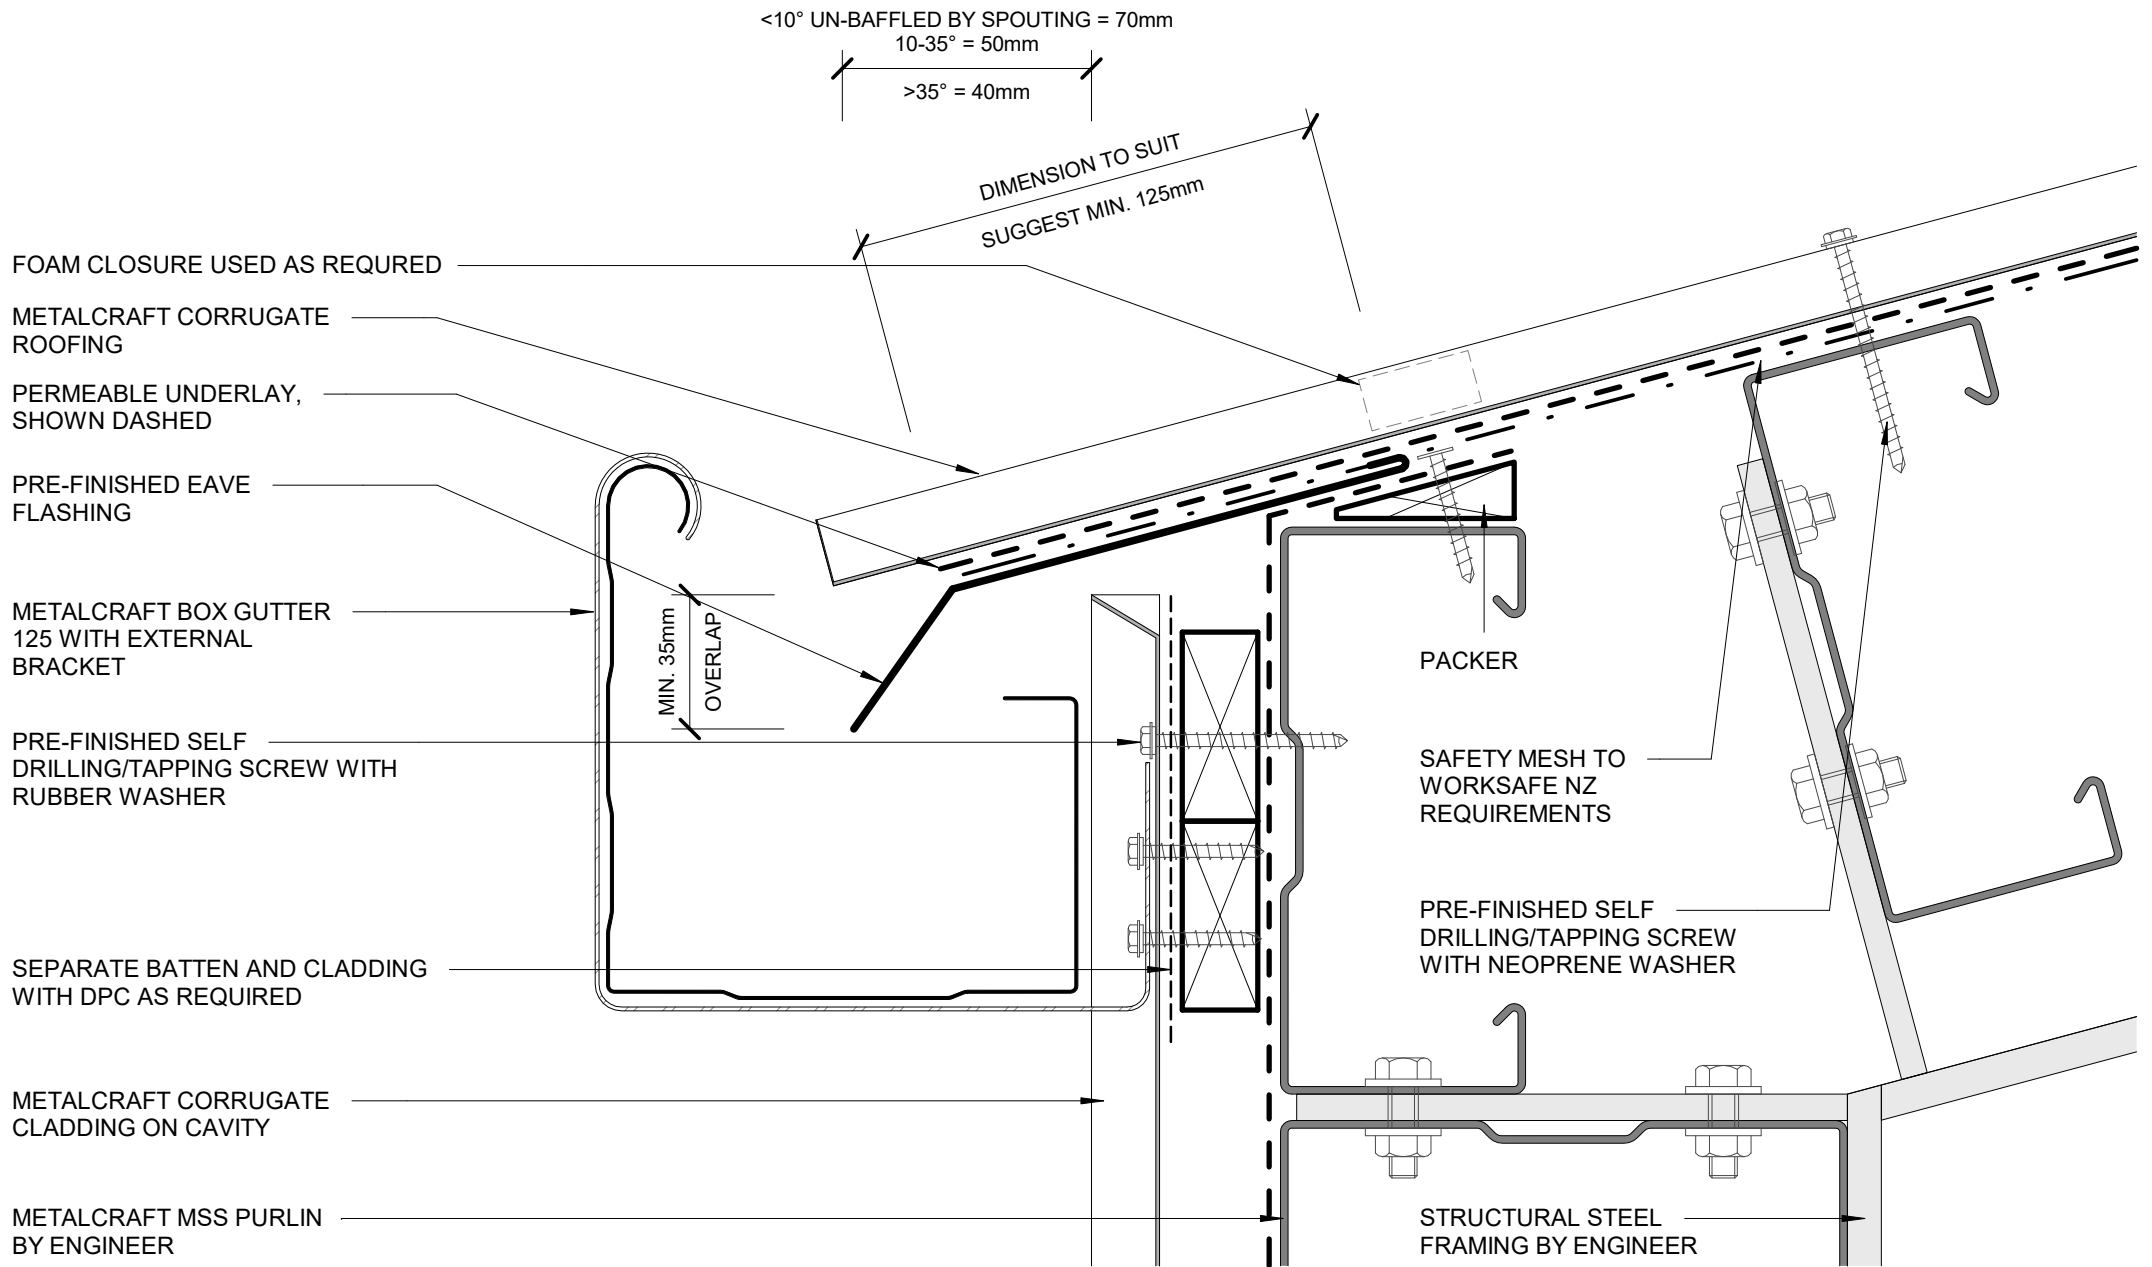 <10° UN-BAFFLED BY SPOUTING = 70mm
10-35° = 50mm
>35° = 40mm
DIMENSION TO SUIT
SUGGEST MIN. 125mm
FOAM CLOSURE USED AS REQURED
METALCRAFT CORRUGATE
ROOFING
PERMEABLE UNDERLAY,
SHOWN DASHED
PRE-FINISHED EAVE
FLASHING
METALCRAFT BOX GUTTER
125 WITH EXTERNAL
BRACKET
MIN. 35mm
OVERLAP
PRE-FINISHED SELF
DRILLING/TAPPING SCREW WITH
RUBBER WASHER
SEPARATE BATTEN AND CLADDING
WITH DPC AS REQUIRED
METALCRAFT CORRUGATE
CLADDING ON CAVITY
METALCRAFT MSS PURLIN
BY ENGINEER
PACKER
SAFETY MESH TO
WORKSAFE NZ
REQUIREMENTS
PRE-FINISHED SELF
DRILLING/TAPPING SCREW
WITH NEOPRENE WASHER
STRUCTURAL STEEL
FRAMING BY ENGINEER